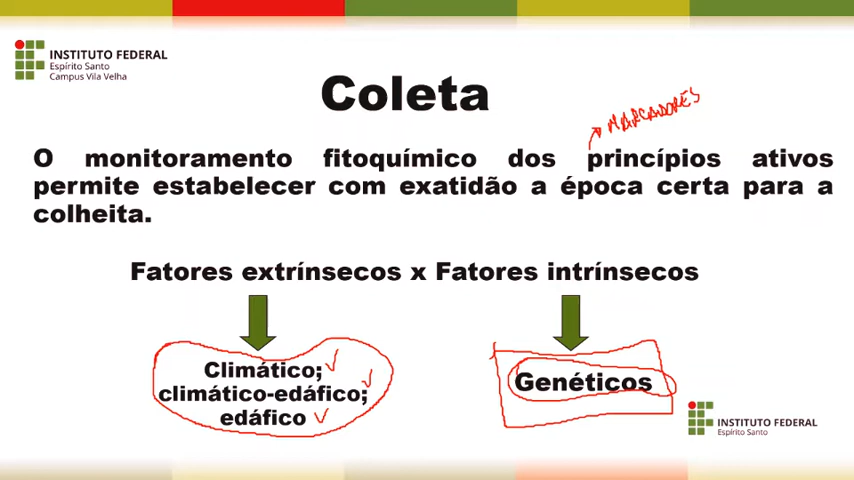 INSTITUTO FEDERAL
Espírito Santo
Campus Vila Velha
Coleta
MARCADORES
O monitoramento fitoquímico dos princípios ativos
permite estabelecer com exatidão a época certa para a
colheita.
Fatores extrínsecos x Fatores intrínsecos
Climático;
climático-edáfico;
edáfico
Genéticos
INSTITUTO FEDERAL
Espírito Santo